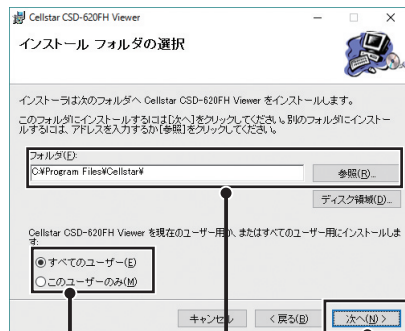 Cellstar CSD-620FH Viewer
インストール フォルダの選択
インストーラは次のフォルダへ Cellstar CSD-620FH Viewer をインストールします。
このフォルダにインストールするには[次へ]をクリックしてください。別のフォルダにインストー
ルするには、アドレスを入力するか[参照]をクリックしてください。
フォルダ(F):
C:¥Program Files¥Cellstar¥
参照(R)...
ディスク領域(D)...
Cellstar CSD-620FH Viewer を現在のユーザー用か、またはすべてのユーザー用にインストールしま
す:
すべてのユーザー(E)
このユーザーのみ(M)
キャンセル
< 戻る(B)
次へ(N) >